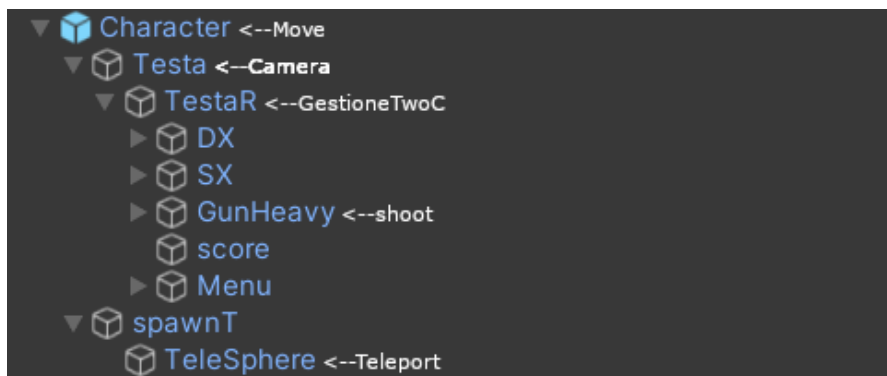 Character <--Move
Testa <--Camera
TestaR <--GestioneTwoC
DX
SX
GunHeavy <--shoot
score
Menu
spawnT
TeleSphere <--Teleport